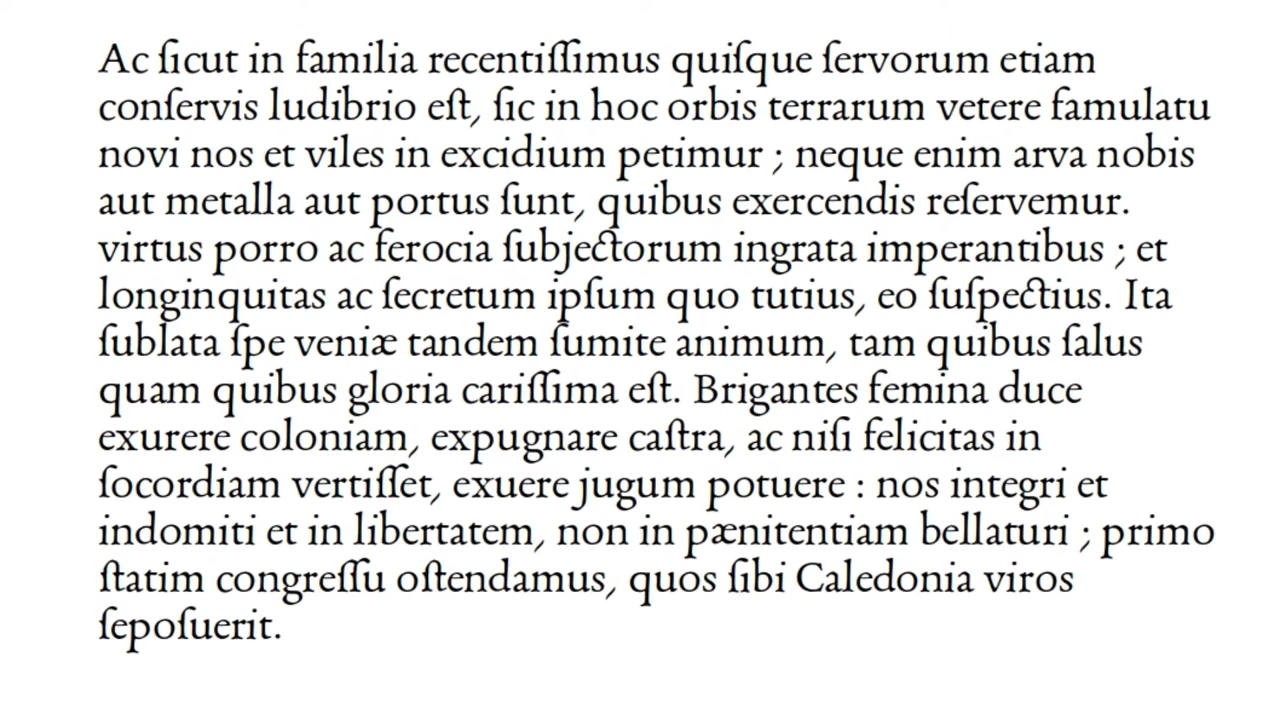 Ac ſicut in familia recentiſſimus quiſque ſervorum etiam
conſervis ludibrio eſt, ſic in hoc orbis terrarum vetere famulatu
novi nos et viles in excidium petimur ; neque enim arva nobis
aut metalla aut portus ſunt, quibus exercendis reſervemur.
virtus porro ac ferocia ſubjectorum ingrata imperantibus ; et
longinquitas ac ſecretum ipſum quo tutius, eo ſuſpectius. Ita
ſublata ſpe veniæ tandem ſumite animum, tam quibus ſalus
quam quibus gloria cariſſima eſt. Brigantes femina duce
exurere coloniam, expugnare caſtra, ac niſi felicitas in
ſocordiam vertiſſet, exuere jugum potuere : nos integri et
indomiti et in libertatem, non in pænitentiam bellaturi ; primo
ſtatim congreſſu oſtendamus, quos ſibi Caledonia viros
ſepoſuerit.